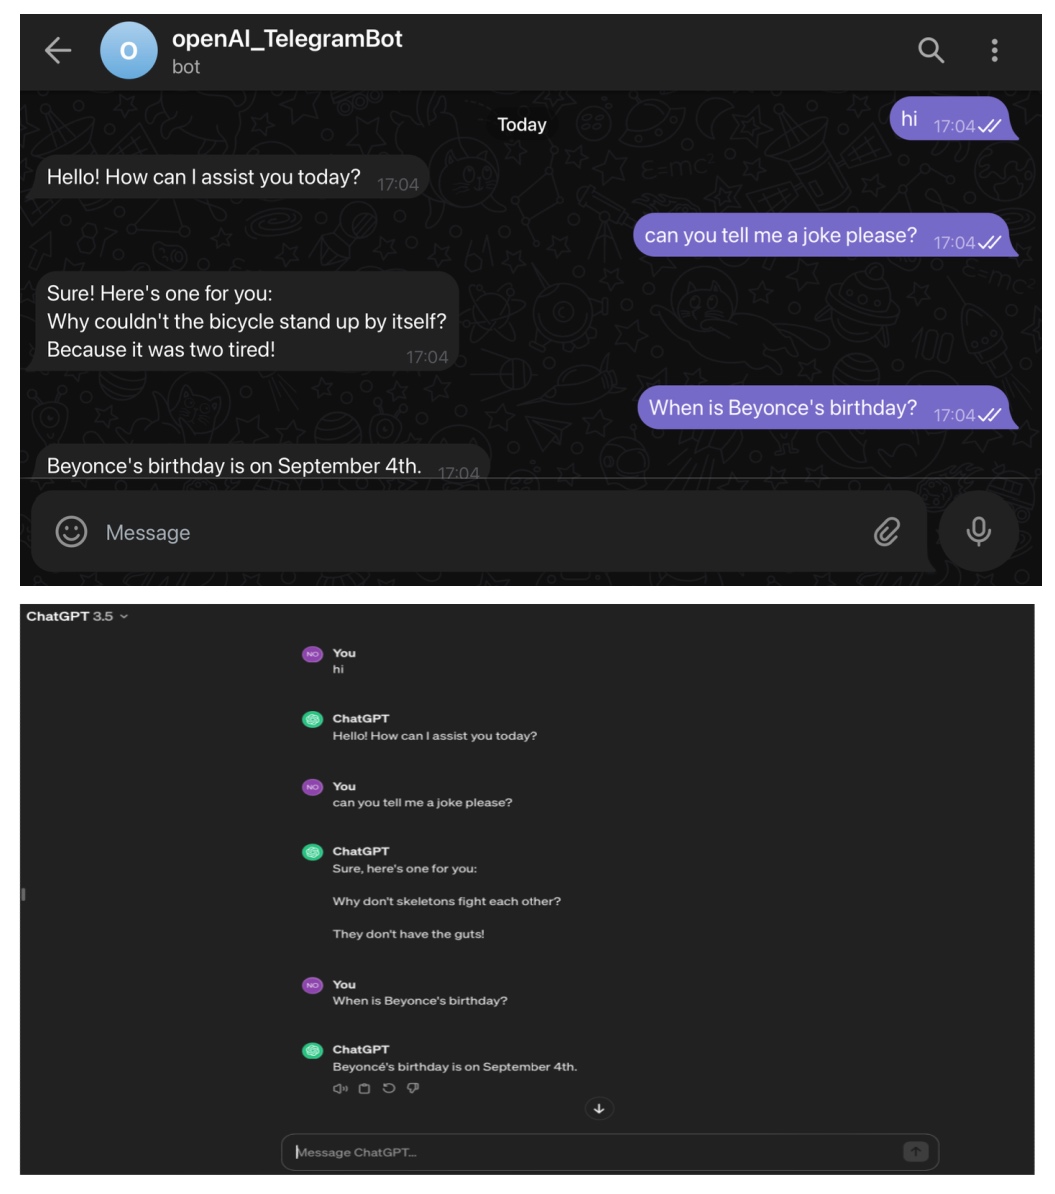 openAI_TelegramBot
O
bot
Today
hi 17:04
Hello! How can I assist you today? 17:04
can you tell me a joke please? 17:04
Sure! Here's one for you:
Why couldn't the bicycle stand up by itself?
Because it was two tired! 17:04
When is Beyonce's birthday? 17:04
Beyonce's birthday is on September 4th. 17:04
Message
ChatGPT 3.5
NO You
hi
ChatGPT
Hello! How can I assist you today?
NO You
can you tell me a joke please?
ChatGPT
Sure, here's one for you:
Why don't skeletons fight each other?
They don't have the guts!
NO You
When is Beyonce's birthday?
ChatGPT
Beyoncé's birthday is on September 4th.
Message ChatGPT...